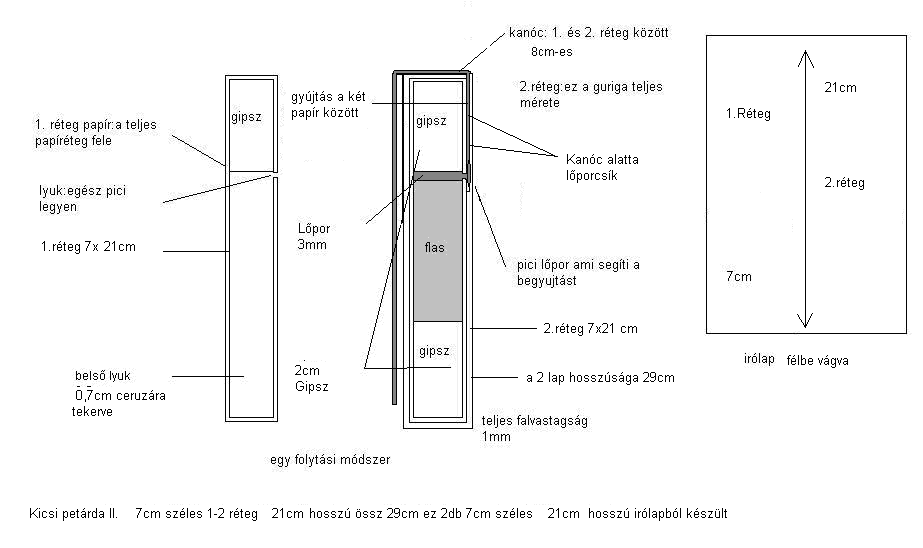 kanóc: 1. és 2. réteg között
8cm-es
gyújtás a két
papír között
2.réteg:ez a guriga teljes
mérete
21cm
gipsz
gipsz
1.Réteg
1. réteg papír:a teljes
papíréteg fele
Kanóc alatta
lőporcsík
lyuk:egész pici
legyen
2.réteg
Lőpor
3mm
1.réteg 7x 21cm
flas
pici lőpor ami segíti a
begyujtást
7cm
2.réteg 7x21 cm
gipsz
irólap félbe vágva
belső lyuk
0,7cm ceruzára
tekerve
2cm
Gipsz
a 2 lap hosszúsága 29cm
teljes falvastagság
1mm
egy folytási módszer
Kicsi petárda II. 7cm széles 1-2 réteg 21cm hosszú össz 29cm ez 2db 7cm széles 21cm hosszú irólapból készült